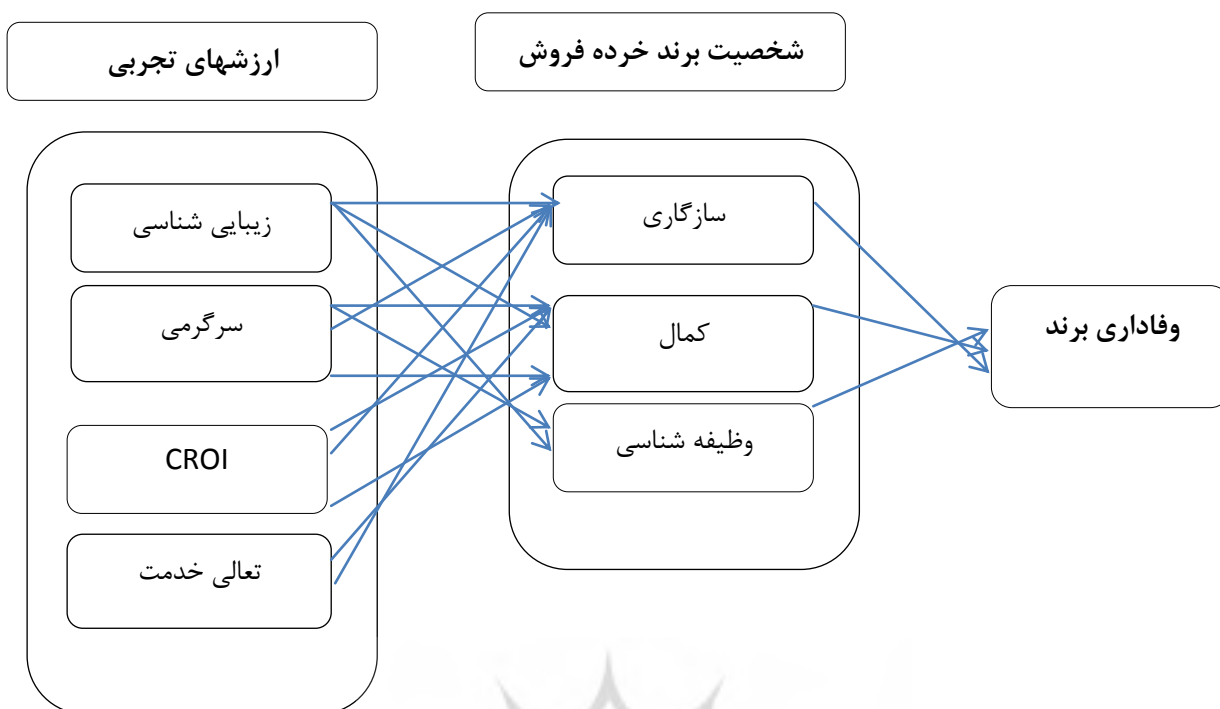 شخصیت برند خرده فروش
ارزشهای تجربی
سازگاری
زیبایی شناسی
کمال
سرگرمی
وفاداری برند
وظیفه شناسی
CROI
تعالی خدمت